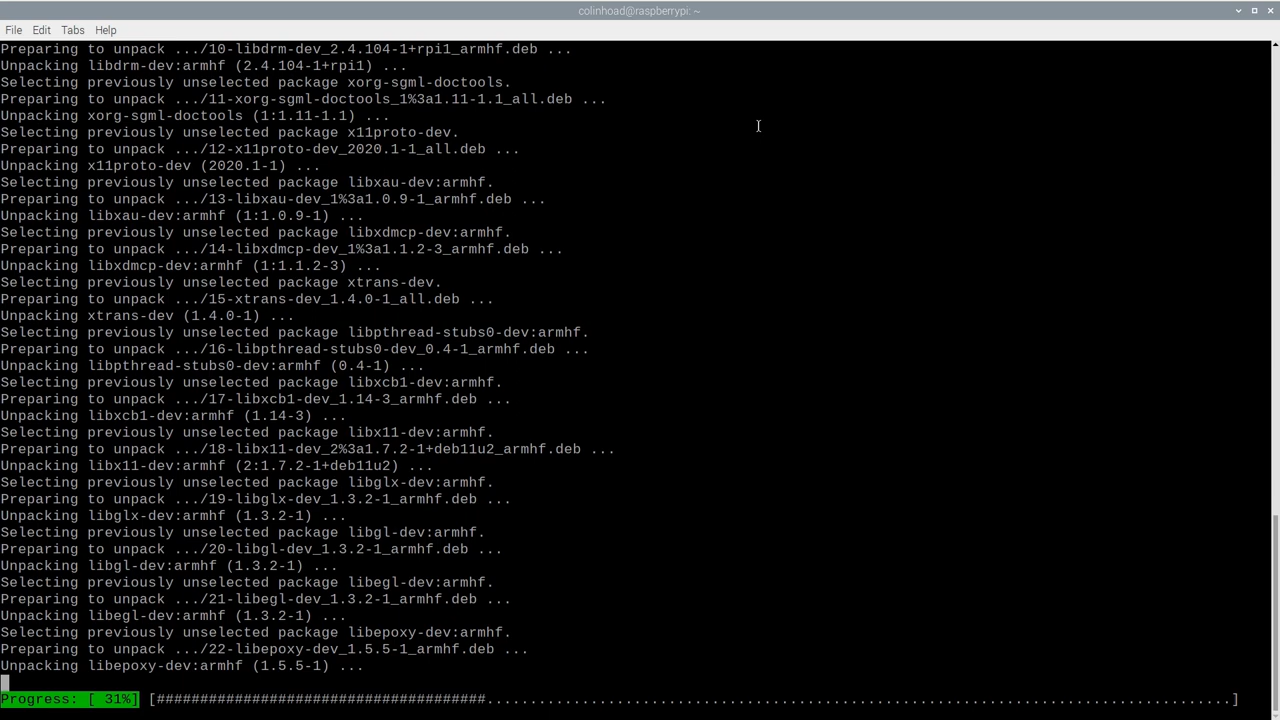 colinhoad@raspberrypi: ~
File Edit Tabs Help
Preparing to unpack .../10-libdrm-dev_2.4.104-1+rpi1_armhf.deb ...
Unpacking libdrm-dev:armhf (2.4.104-1+rpi1) ...
Selecting previously unselected package xorg-sgml-doctools.
Preparing to unpack .../11-xorg-sgml-doctools_1%3a1.11-1.1_all.deb ...
Unpacking xorg-sgml-doctools (1:1.11-1.1) ...
Selecting previously unselected package x11proto-dev.
Preparing to unpack .../12-x11proto-dev_2020.1-1_all.deb ...
Unpacking x11proto-dev (2020.1-1) ...
Selecting previously unselected package libxau-dev:armhf.
Preparing to unpack .../13-libxau-dev_1%3a1.0.9-1_armhf.deb ...
Unpacking libxau-dev:armhf (1:1.0.9-1) ...
Selecting previously unselected package libxdmcp-dev:armhf.
Preparing to unpack .../14-libxdmcp-dev_1%3a1.1.2-3_armhf.deb ...
Unpacking libxdmcp-dev:armhf (1:1.1.2-3) ...
Selecting previously unselected package xtrans-dev.
Preparing to unpack .../15-xtrans-dev_1.4.0-1_all.deb ...
Unpacking xtrans-dev (1.4.0-1) ...
Selecting previously unselected package libpthread-stubs0-dev:armhf.
Preparing to unpack .../16-libpthread-stubs0-dev_0.4-1_armhf.deb ...
Unpacking libpthread-stubs0-dev:armhf (0.4-1) ...
Selecting previously unselected package libxcb1-dev:armhf.
Preparing to unpack .../17-libxcb1-dev_1.14-3_armhf.deb ...
Unpacking libxcb1-dev:armhf (1.14-3) ...
Selecting previously unselected package libx11-dev:armhf.
Preparing to unpack .../18-libx11-dev_2%3a1.7.2-1+deb11u2_armhf.deb ...
Unpacking libx11-dev:armhf (2:1.7.2-1+deb11u2) ...
Selecting previously unselected package libglx-dev:armhf.
Preparing to unpack .../19-libglx-dev_1.3.2-1_armhf.deb ...
Unpacking libglx-dev:armhf (1.3.2-1) ...
Selecting previously unselected package libgl-dev:armhf.
Preparing to unpack .../20-libgl-dev_1.3.2-1_armhf.deb ...
Unpacking libgl-dev:armhf (1.3.2-1) ...
Selecting previously unselected package libegl-dev:armhf.
Preparing to unpack .../21-libegl-dev_1.3.2-1_armhf.deb ...
Unpacking libegl-dev:armhf (1.3.2-1) ...
Selecting previously unselected package libepoxy-dev:armhf.
Preparing to unpack .../22-libepoxy-dev_1.5.5-1_armhf.deb ...
Unpacking libepoxy-dev:armhf (1.5.5-1) ...
Progress: [ 31%] [######################################......................................................................................]